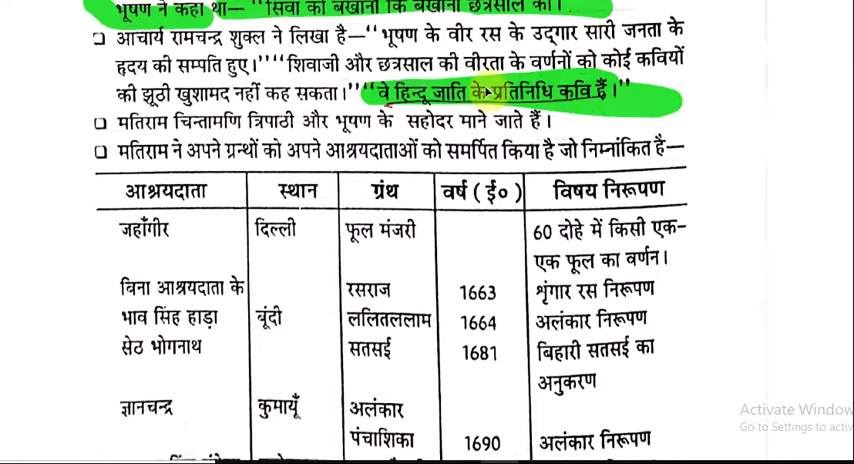 भूषण ने कहा था— "सिवा को बखानौं कि बखानौं छत्रसाल को।"
आचार्य रामचन्द्र शुक्ल ने लिखा है—"भूषण के वीर रस के उद्‌गार सारी जनता के
हृदय की सम्पति हुए।" "शिवाजी और छत्रसाल की वीरता के वर्णनों को कोई कवियों
की झूठी खुशामद नहीं कह सकता।" "वे हिन्दू जाति के प्रतिनिधि कवि हैं।"
मतिराम चिन्तामणि त्रिपाठी और भूषण के सहोदर माने जाते हैं।
मतिराम ने अपने ग्रन्थों को अपने आश्रयदाताओं को समर्पित किया है जो निम्नांकित है—
आश्रयदाता स्थान ग्रंथ वर्ष ( ई० ) विषय निरूपण
जहाँगीर दिल्ली फूल मंजरी 60 दोहे में किसी एक-
एक फूल का वर्णन।
बिना आश्रयदाता के रसराज 1663 शृंगार रस निरूपण
भाव सिंह हाड़ा बूंदी ललितललाम 1664 अलंकार निरूपण
सेठ भोगनाथ सतसई 1681 बिहारी सतसई का
अनुकरण
ज्ञानचन्द्र कुमायूँ अलंकार
पंचाशिका 1690 अलंकार निरूपण
Activate Window
Go to Settings to activ